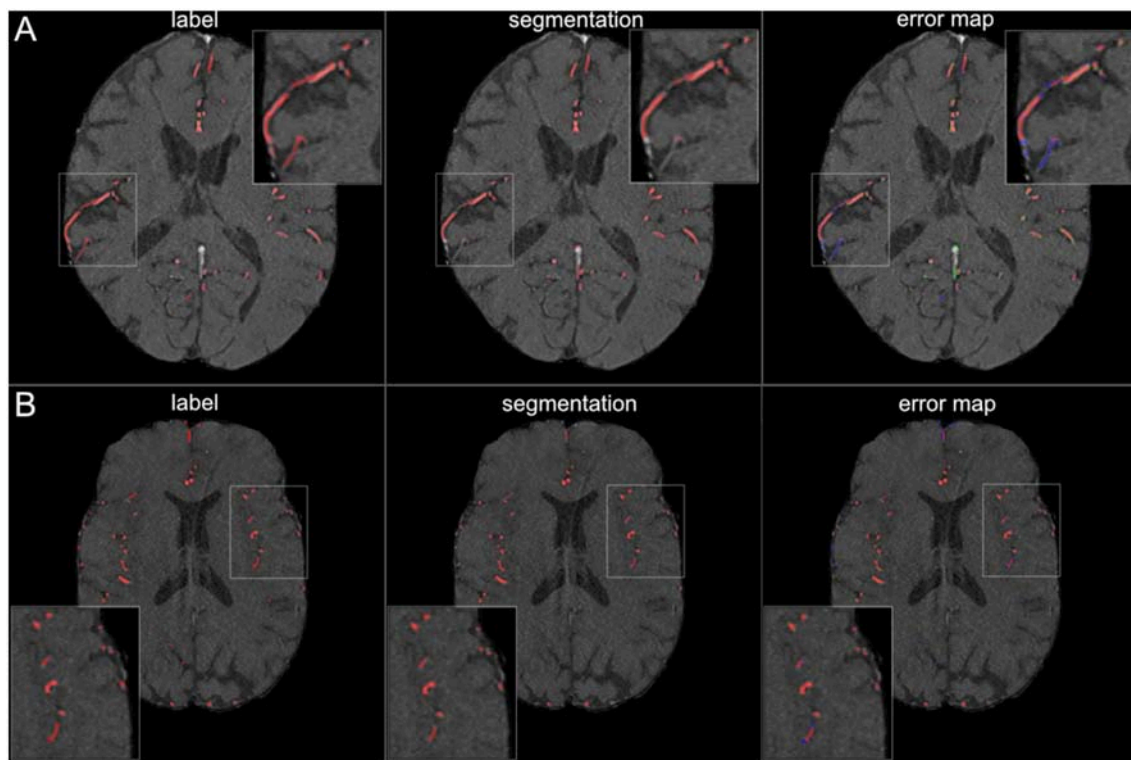 A
label
segmentation
error map
B
label
segmentation
error map